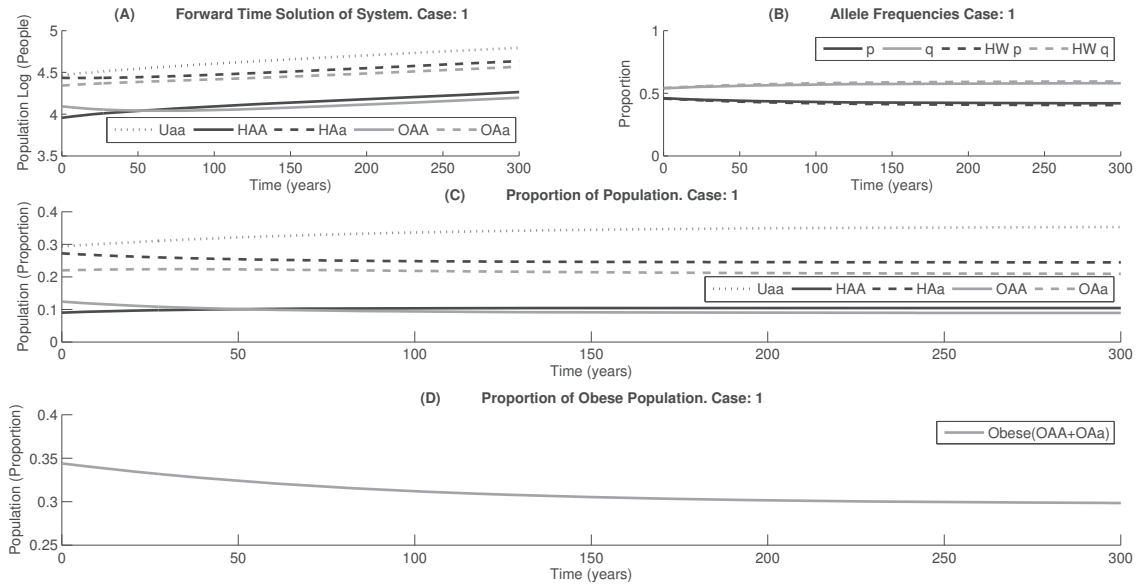 (A) Forward Time Solution of System. Case: 1
Population Log (People)
5
4.5
4
3.5
Uaa HAA HAa OAA OAa
0 50 100 150 200 250 300
Time (years)
(B) Allele Frequencies Case: 1
Proportion
1
0.5
0
p q HW p HW q
0 50 100 150 200 250 300
Time (years)
(C) Proportion of Population. Case: 1
Population (Proportion)
0.4
0.3
0.2
0.1
0
Uaa HAA HAa OAA OAa
0 50 100 150 200 250 300
Time (years)
(D) Proportion of Obese Population. Case: 1
Population (Proportion)
0.4
0.35
0.3
0.25
Obese(OAA+OAa)
0 50 100 150 200 250 300
Time (years)